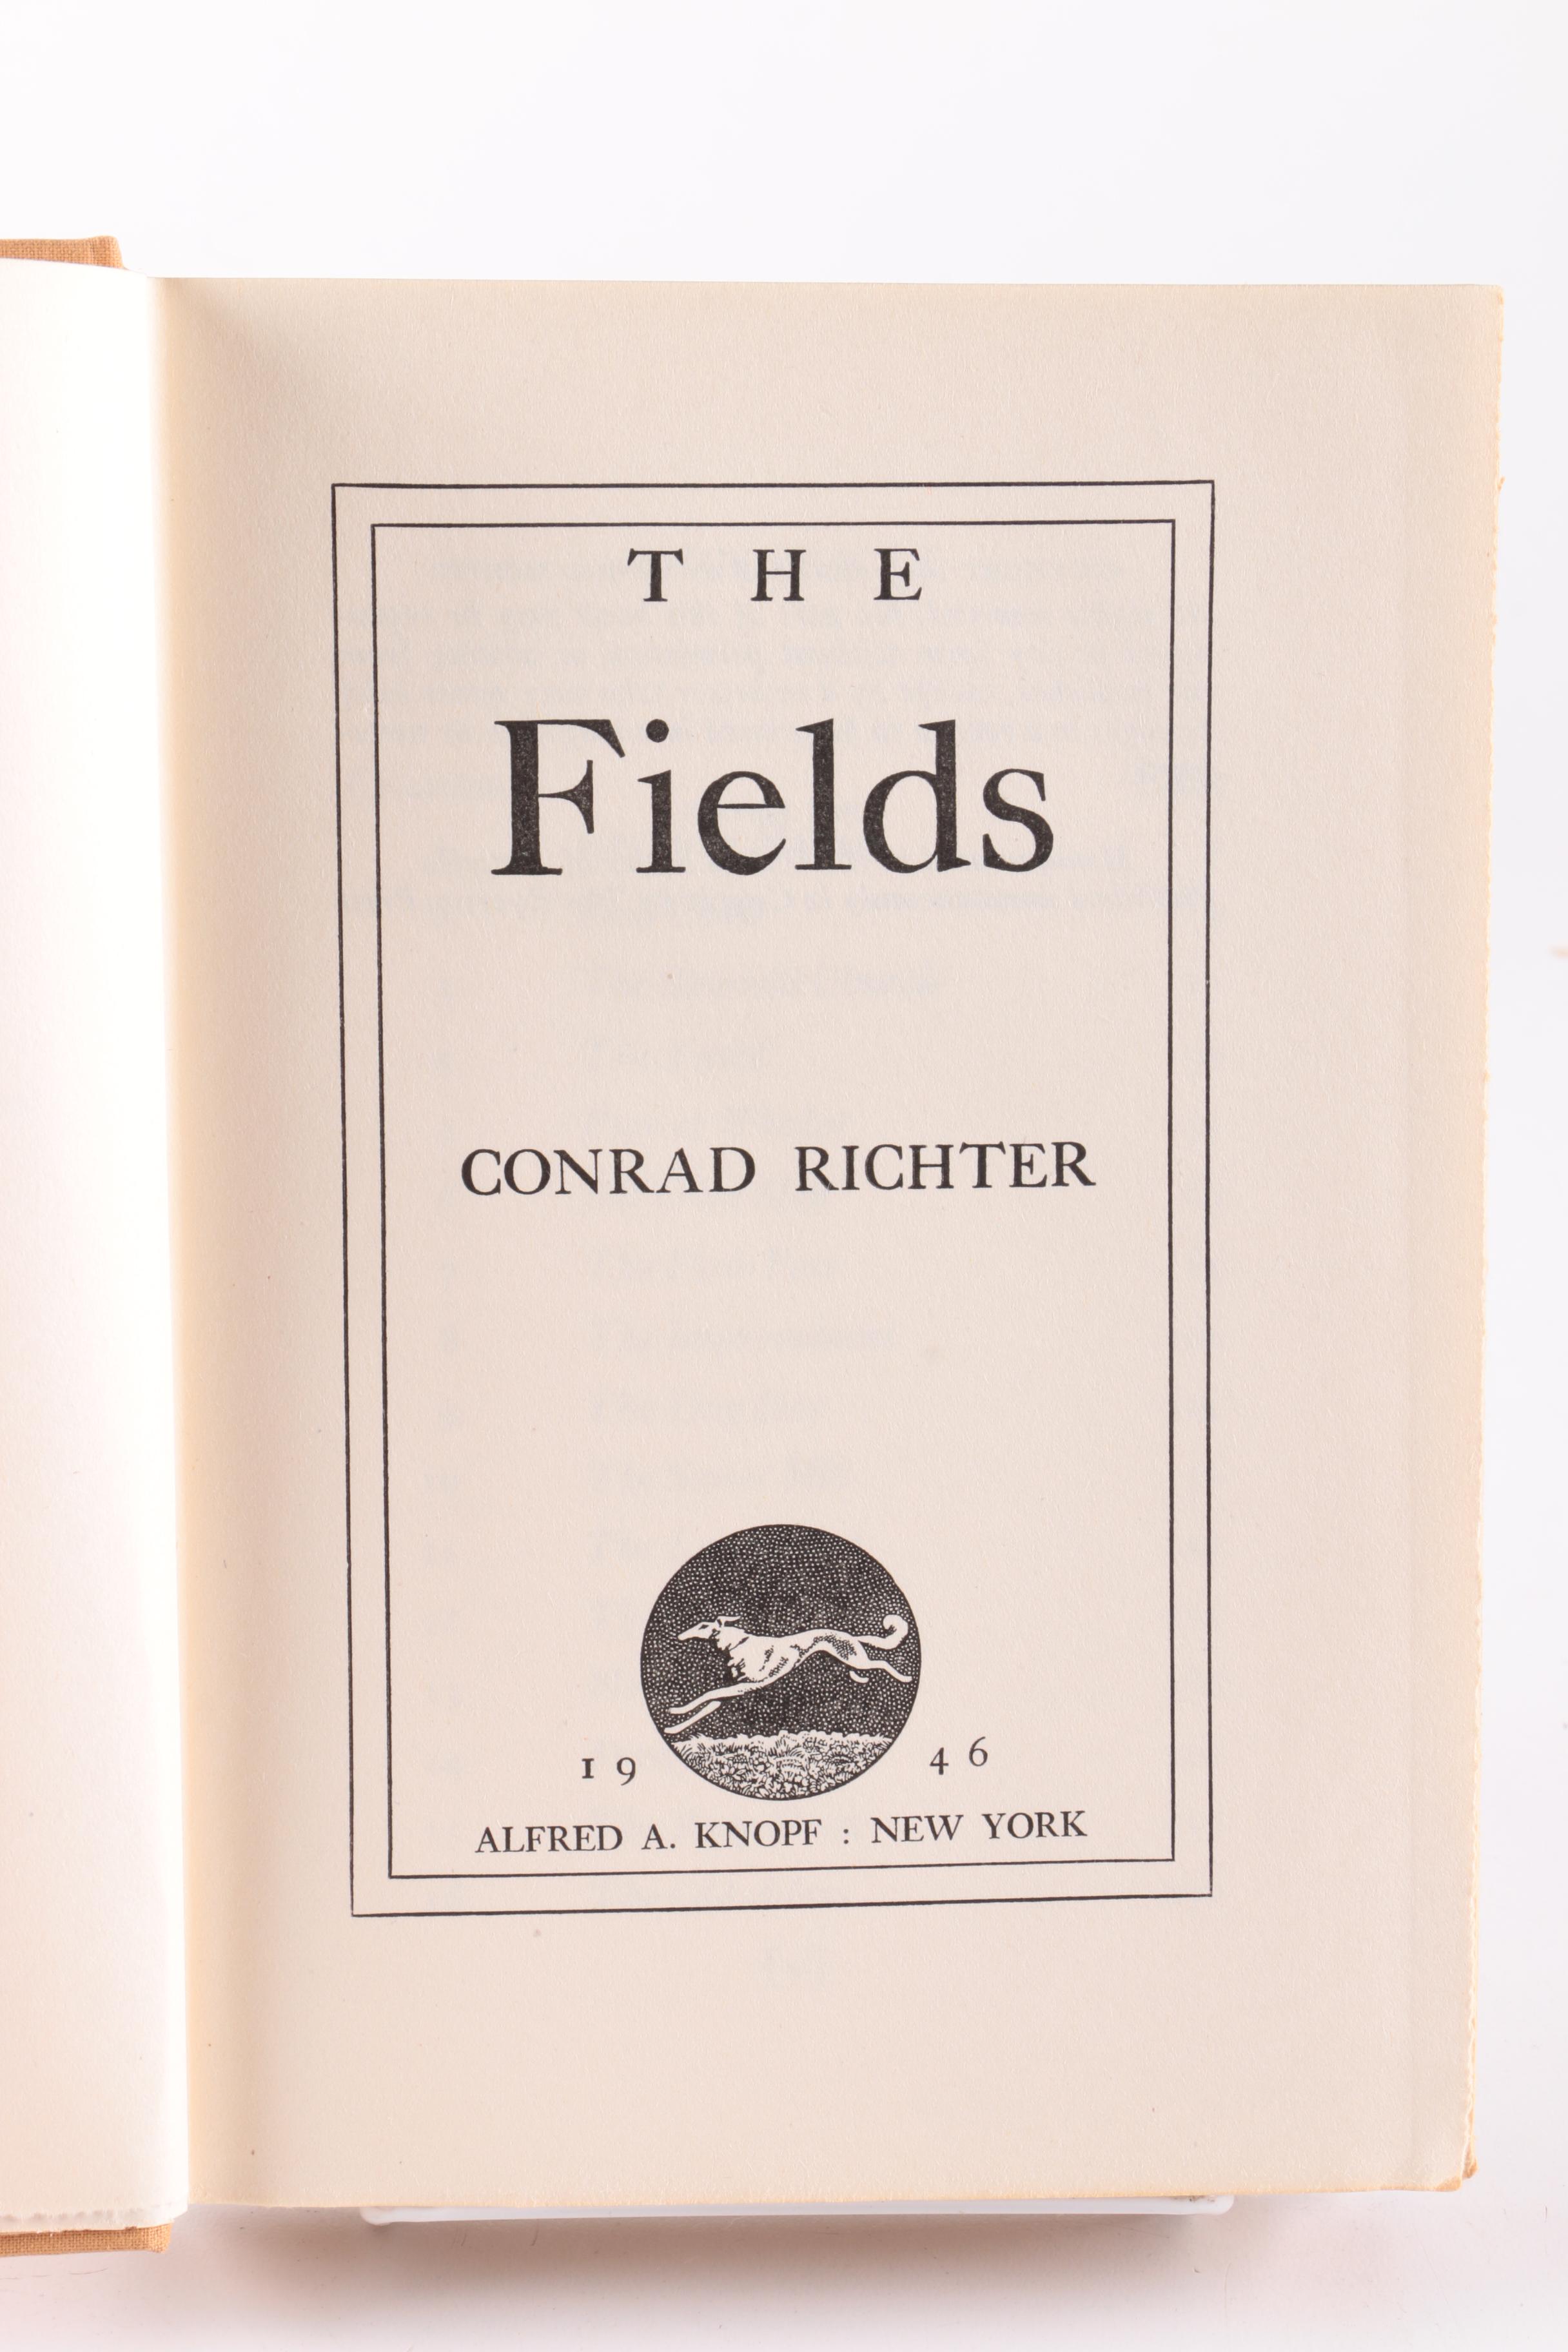 THE
Fields
CONRAD RICHTER
19 46
ALFRED A. KNOPF : NEW YORK